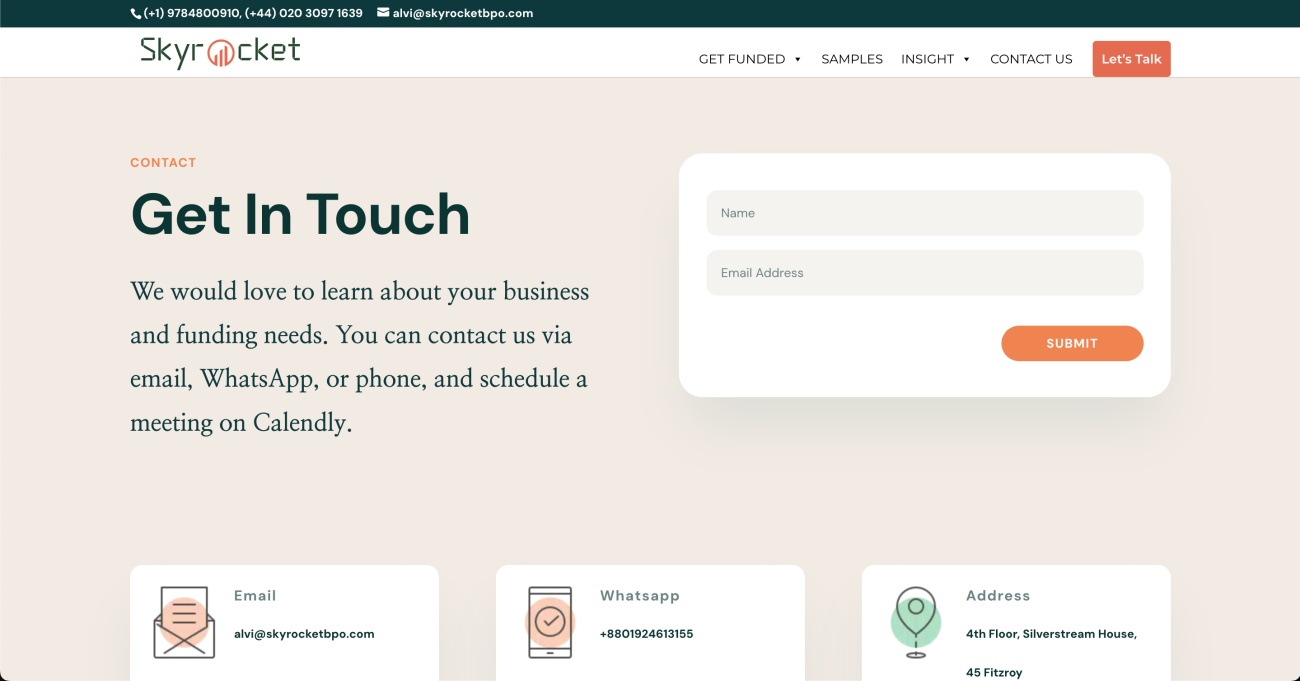 (+1) 9784800910, (+44) 020 3097 1639 alvi@skyrocketbpo.com
Skyrocket
GET FUNDED SAMPLES INSIGHT CONTACT US Let's Talk
CONTACT
Get In Touch
We would love to learn about your business
and funding needs. You can contact us via
email, WhatsApp, or phone, and schedule a
meeting on Calendly.
Name
Email Address
SUBMIT
Email
alvi@skyrocketbpo.com
Whatsapp
+8801924613155
Address
4th Floor, Silverstream House,
45 Fitzroy